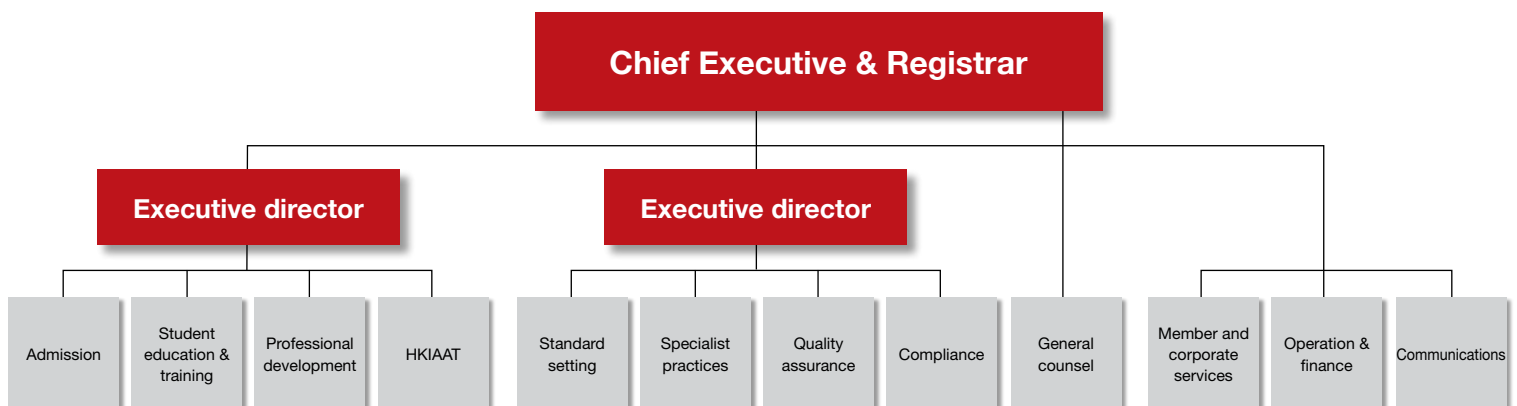 Chief Executive & Registrar
Executive director
Executive director
Admission
Student
education &
training
Professional
development
HKIAAT
Standard
setting
Specialist
practices
Quality
assurance
Compliance
General
counsel
Member and
corporate
services
Operation &
finance
Communications